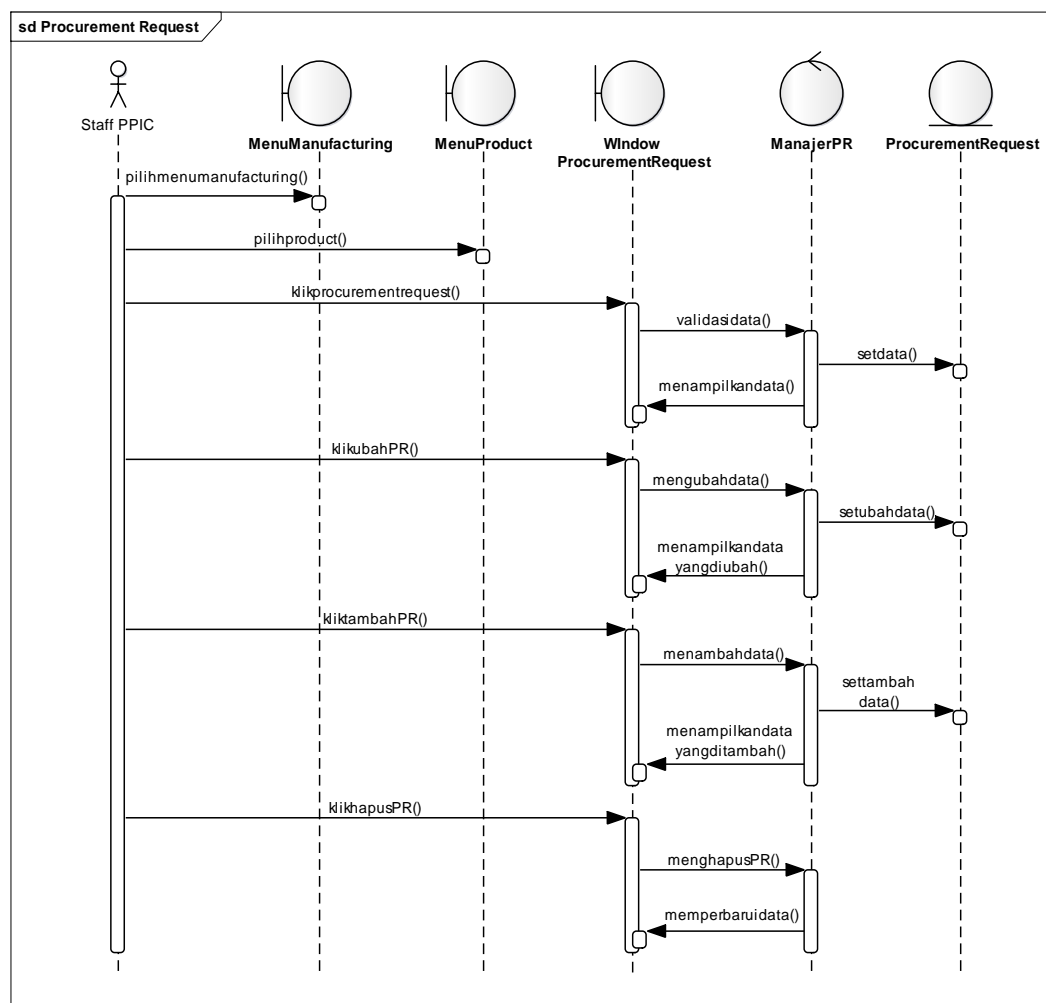 sd Procurement Request
Staff PPIC
MenuManufacturing
MenuProduct
WIndow
ProcurementRequest
ManajerPR
ProcurementRequest
pilihmenumanufacturing()
pilihproduct()
klikprocurementrequest()
validasidata()
setdata()
menampilkandata()
klikubahPR()
mengubahdata()
setubahdata()
menampilkandata
yangdiubah()
kliktambahPR()
menambahdata()
settambah
data()
menampilkandata
yangditambah()
klikhapusPR()
menghapusPR()
memperbaruidata()